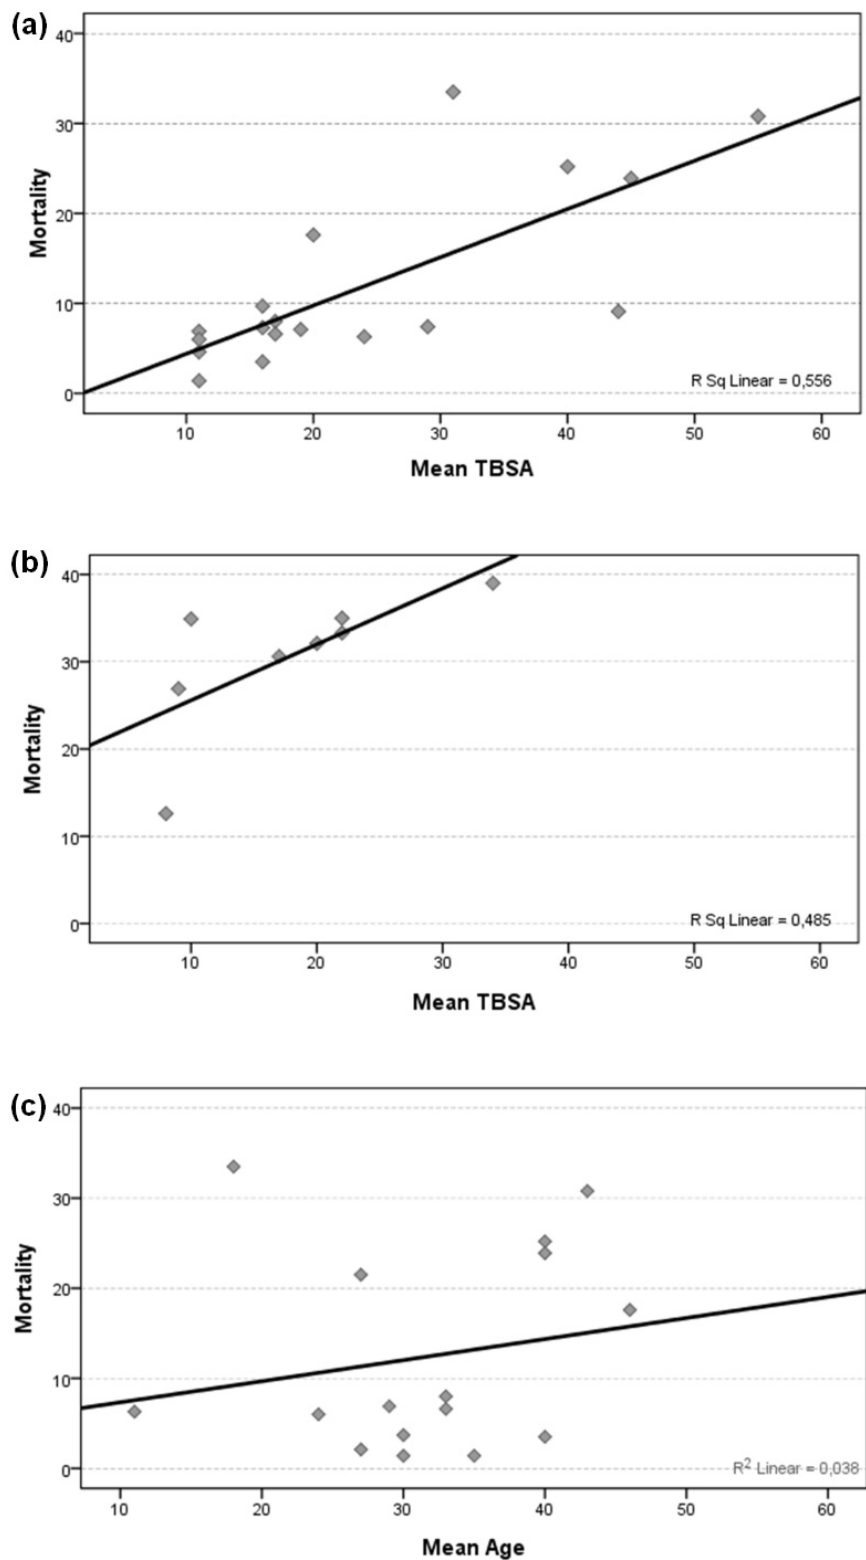 (a)
40
30
20
10
0
Mortality
R Sq Linear = 0,556
10 20 30 40 50 60
Mean TBSA
(b)
40
30
20
10
0
Mortality
R Sq Linear = 0,485
10 20 30 40 50 60
Mean TBSA
(c)
40
30
20
10
0
Mortality
R² Linear = 0,038
10 20 30 40 50 60
Mean Age